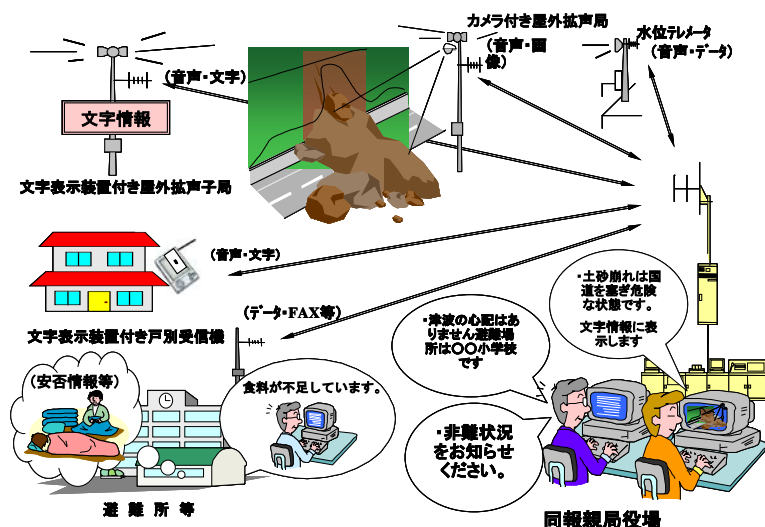 カメラ付き屋外拡声局
(音声・画
像)
水位テレメータ
(音声・データ)
(音声・文字)
文字情報
文字表示装置付き屋外拡声子局
(音声・文字)
文字表示装置付き戸別受信機
(データ・FAX等)
・津波の心配はあ
りません避難場
所は〇〇小学校
です
・土砂崩れは国
道を塞ぎ危険
な状態です。
文字情報に表
示します
(安否情報等)
食料が不足しています。
・非難状況
をお知らせ
ください。
避難所等
同報親局役場